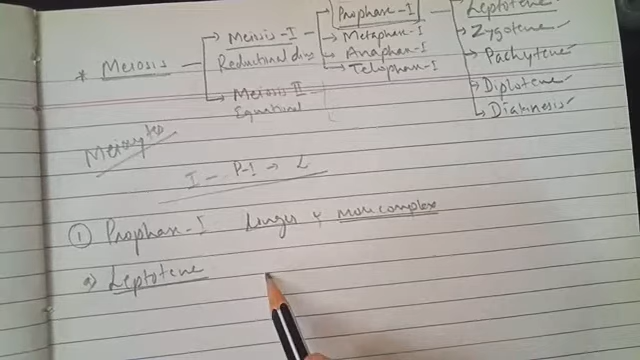 * Meiosis
Meiosis-I
Reductional div
Meiosis II
Equational
Prophase-I
Metaphase-I
Anaphase-I
Telophase-I
Leptotene
Zygotene
Pachytene
Diplotene
Diakinesis
Meiocytes
I - P-I → L
① Prophase-I longer & more complex
a) Leptotene